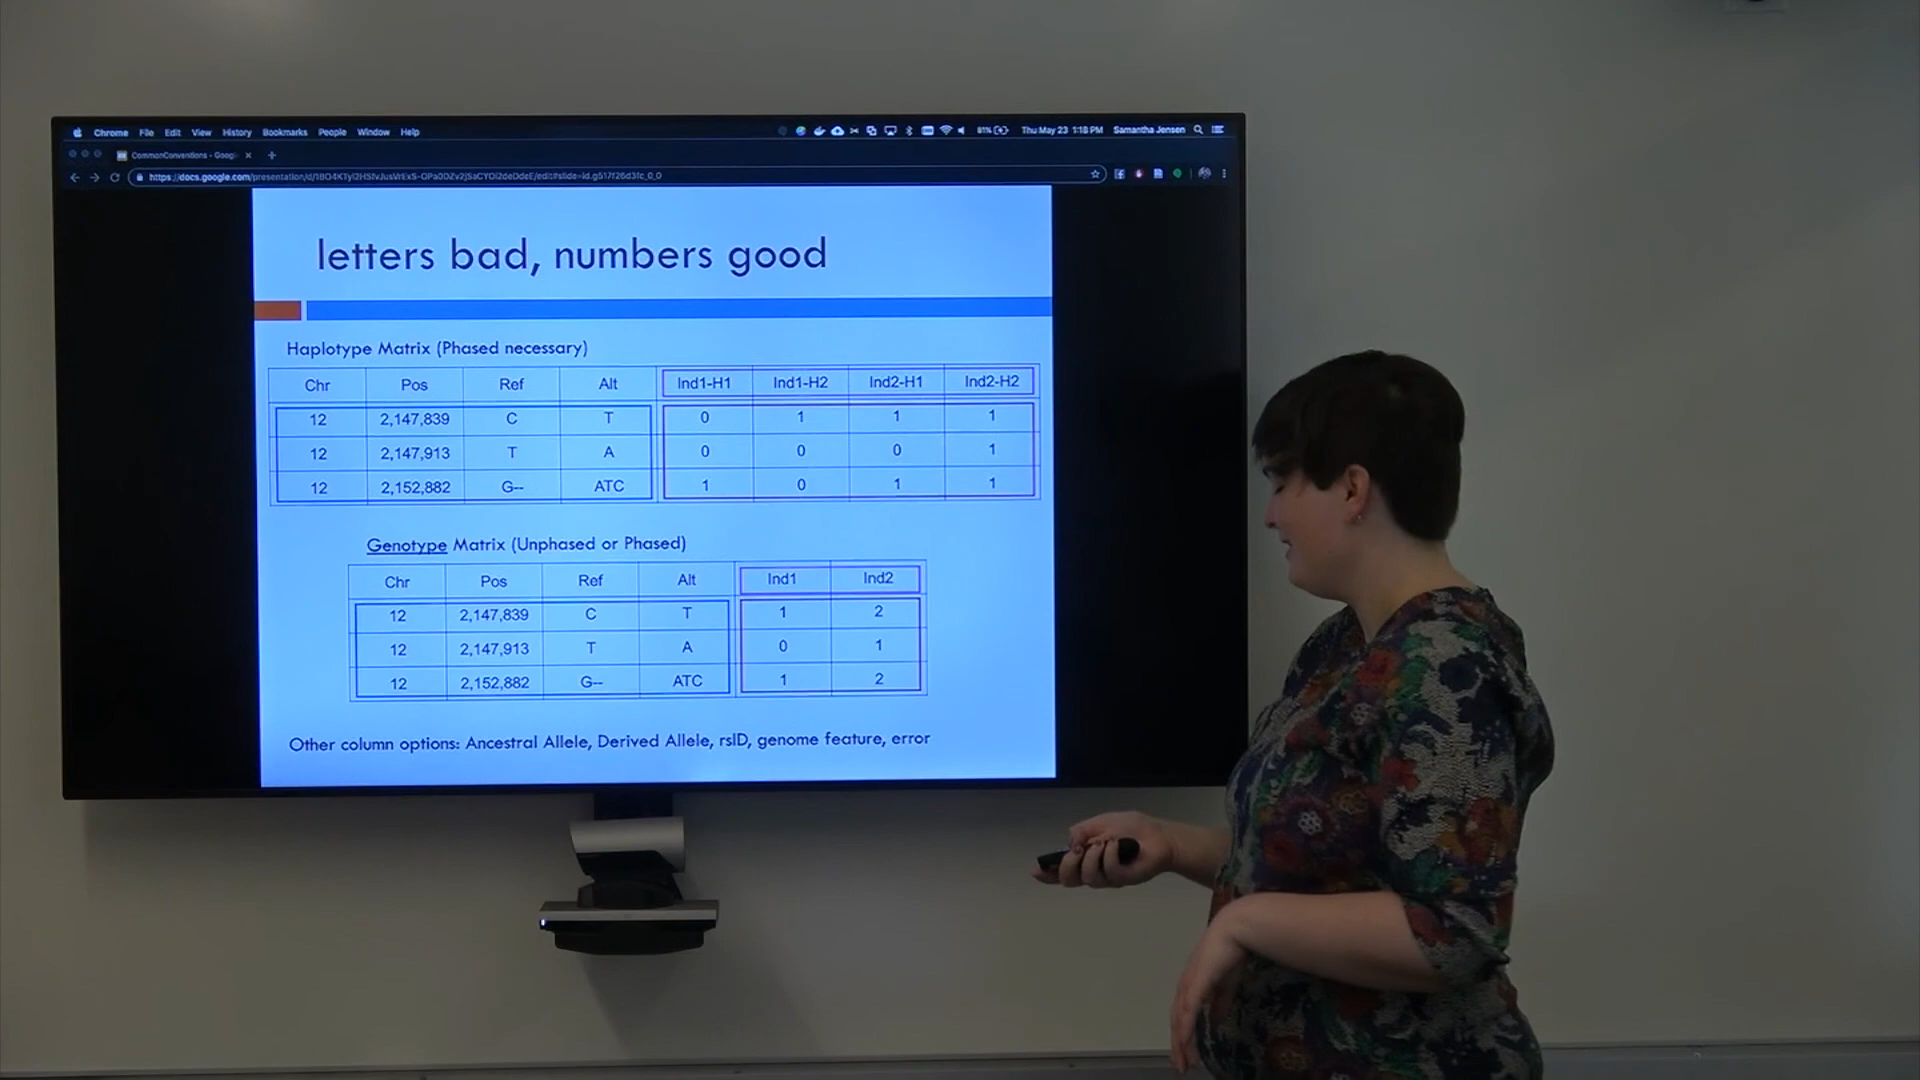 Chrome File Edit View History Bookmarks People Window Help 81% Thu May 23 1:18 PM Samantha Jensen
CommonConventions - Googl
letters bad, numbers good
Haplotype Matrix (Phased necessary)
Chr Pos Ref Alt Ind1-H1 Ind1-H2 Ind2-H1 Ind2-H2
12 2,147,839 C T 0 1 1 1
12 2,147,913 T A 0 0 0 1
12 2,152,882 G-- ATC 1 0 1 1
Genotype Matrix (Unphased or Phased)
Chr Pos Ref Alt Ind1 Ind2
12 2,147,839 C T 1 2
12 2,147,913 T A 0 1
12 2,152,882 G-- ATC 1 2
Other column options: Ancestral Allele, Derived Allele, rsID, genome feature, error